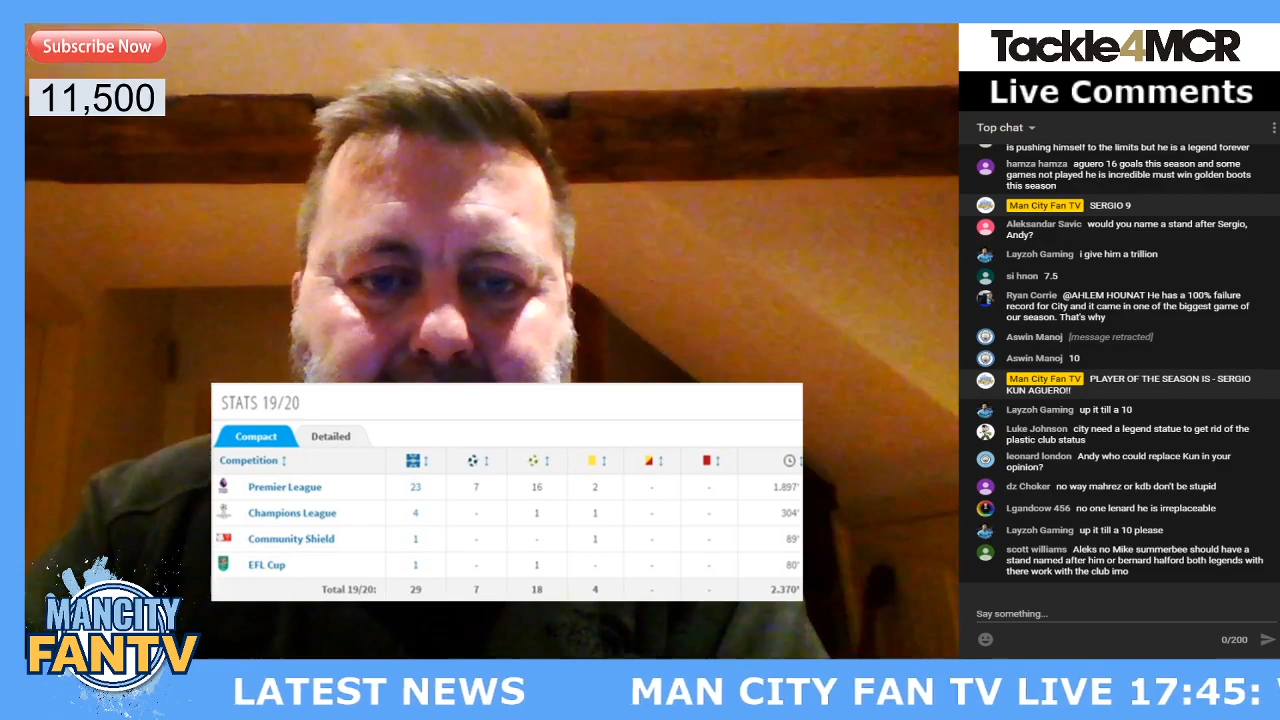 Subscribe Now
11,500
Tackle4MCR
Live Comments
Top chat
is pushing himself to the limits but he is a legend forever
hamza hamza aguero 16 goals this season and some
games not played he is incredible must win golden boots
this season
Man City Fan TV SERGIO 9
Aleksandar Savic would you name a stand after Sergio,
Andy?
Layzoh Gaming i give him a trillion
si hnon 7.5
Ryan Corrie @AHLEM HOUNAT He has a 100% failure
record for City and it came in one of the biggest game of
our season. That's why
Aswin Manoj [message retracted]
Aswin Manoj 10
Man City Fan TV PLAYER OF THE SEASON IS - SERGIO
KUN AGUERO!!
Layzoh Gaming up it till a 10
Luke Johnson city need a legend statue to get rid of the
plastic club status
leonard london Andy who could replace Kun in your
opinion?
dz Choker no way mahrez or kdb don't be stupid
Lgandcow 456 no one lenard he is irreplaceable
Layzoh Gaming up it till a 10 please
scott williams Aleks no Mike summerbee should have a
stand named after him or bernard halford both legends with
there work with the club imo
Say something...
0/200
STATS 19/20
Compact Detailed
Competition
Premier League 23 7 16 2 - - 1.897'
Champions League 4 - 1 1 - - 304'
Community Shield 1 - - 1 - - 89'
EFL Cup 1 - 1 - - - 80'
Total 19/20: 29 7 18 4 - - 2.370'
MANCITY
FANTV
LATEST NEWS MAN CITY FAN TV LIVE 17:45: